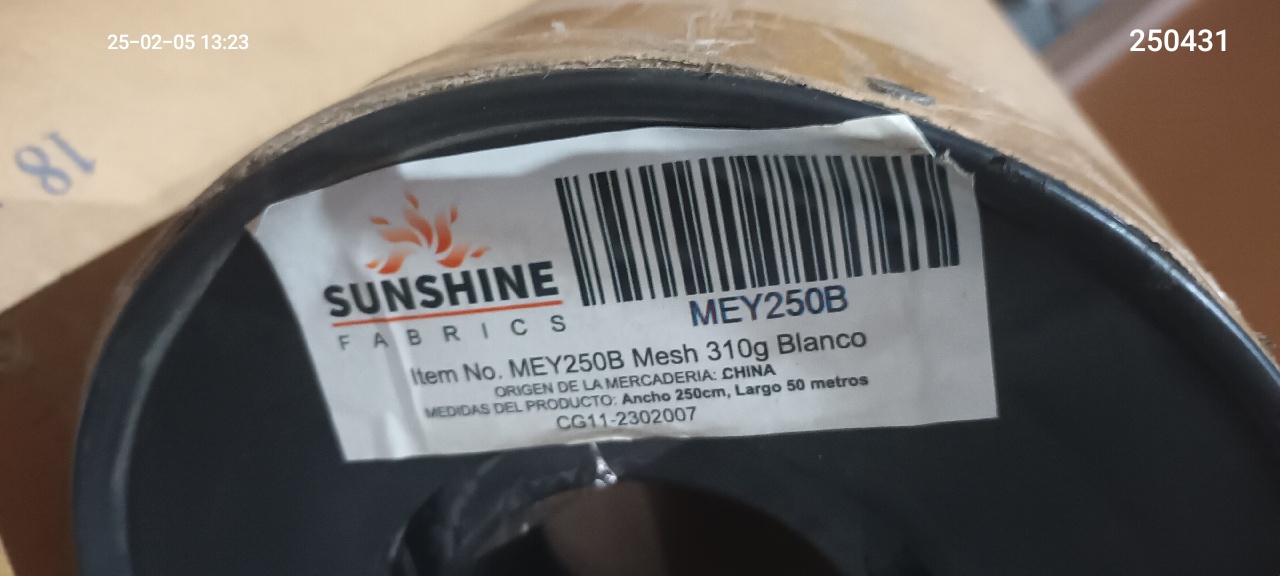 25-02-05 13:23
250431
18
SUNSHINE
FABRICS
MEY250B
Item No. MEY250B Mesh 310g Blanco
ORIGEN DE LA MERCADERIA: CHINA
MEDIDAS DEL PRODUCTO: Ancho 250cm, Largo 50 metros
CG11-2302007